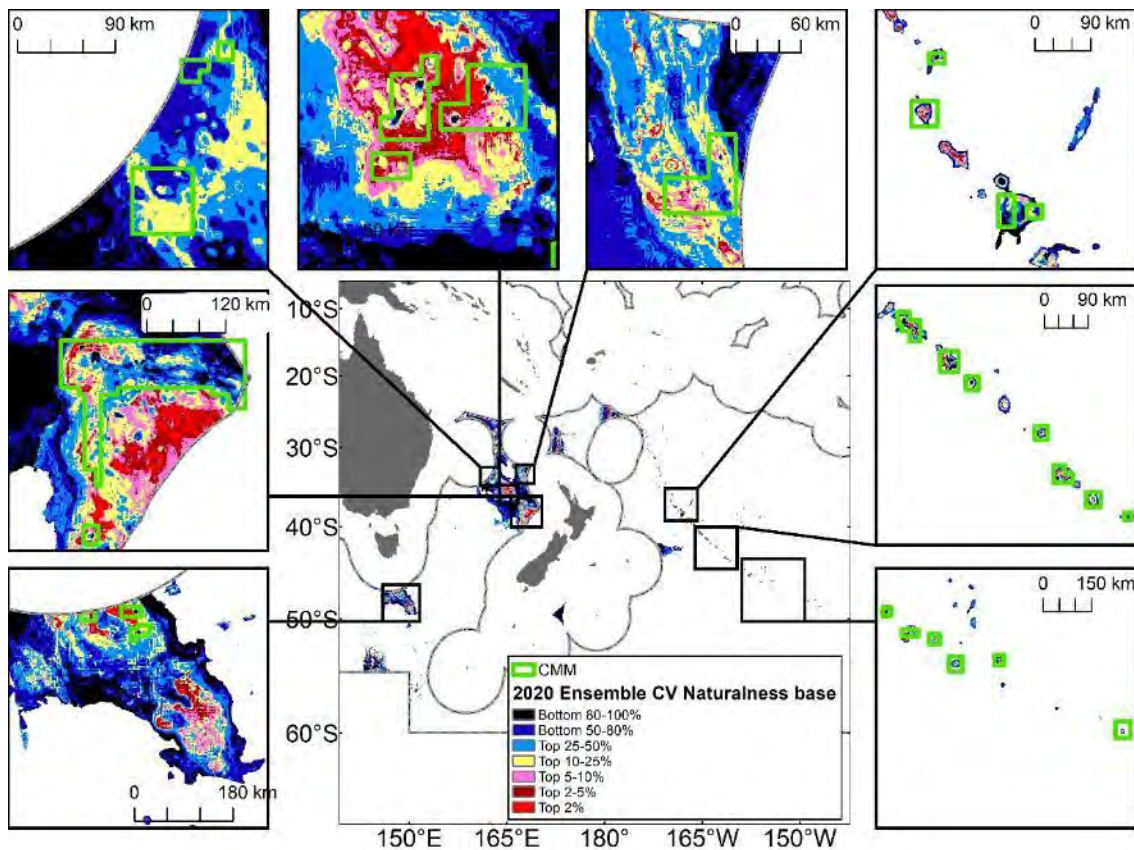 0 90 km
0 60 km
0 90 km
0 120 km
0 90 km
10°S
20°S
30°S
40°S
50°S
60°S
0 180 km
0 150 km
CMM
2020 Ensemble CV Naturalness base
Bottom 80-100%
Bottom 50-80%
Top 25-50%
Top 10-25%
Top 5-10%
Top 2-5%
Top 2%
150°E 165°E 180° 165°W 150°W